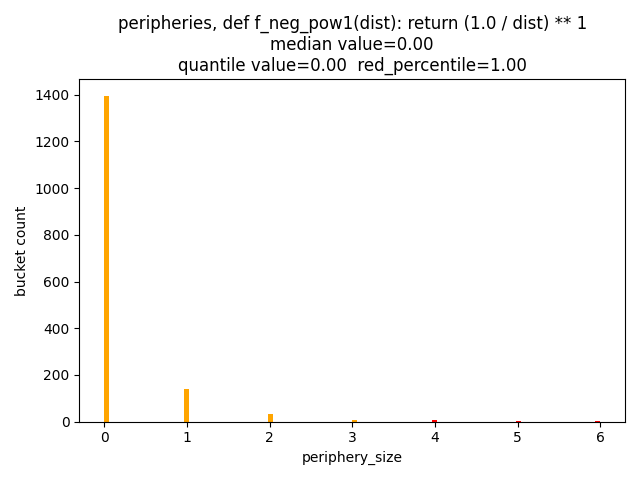 peripheries, def f_neg_pow1(dist): return (1.0 / dist) ** 1
median value=0.00
quantile value=0.00  red_percentile=1.00
1400
1200
1000
800
600
400
200
0
bucket count
0 1 2 3 4 5 6
periphery_size